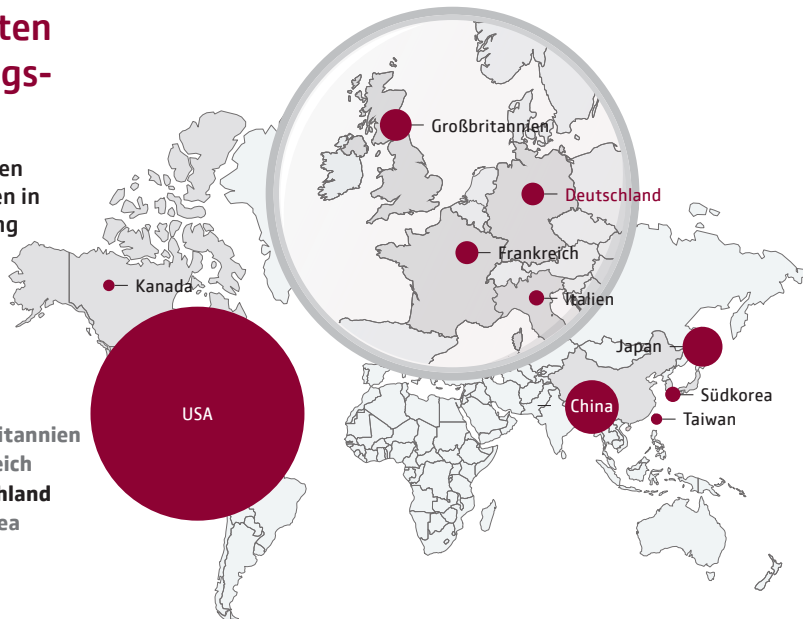 ten
gs-
en
en in
ng
Großbritannien
Deutschland
Frankreich
Italien
Kanada
USA
Japan
China
Südkorea
Taiwan
itannien
eich
hland
ea